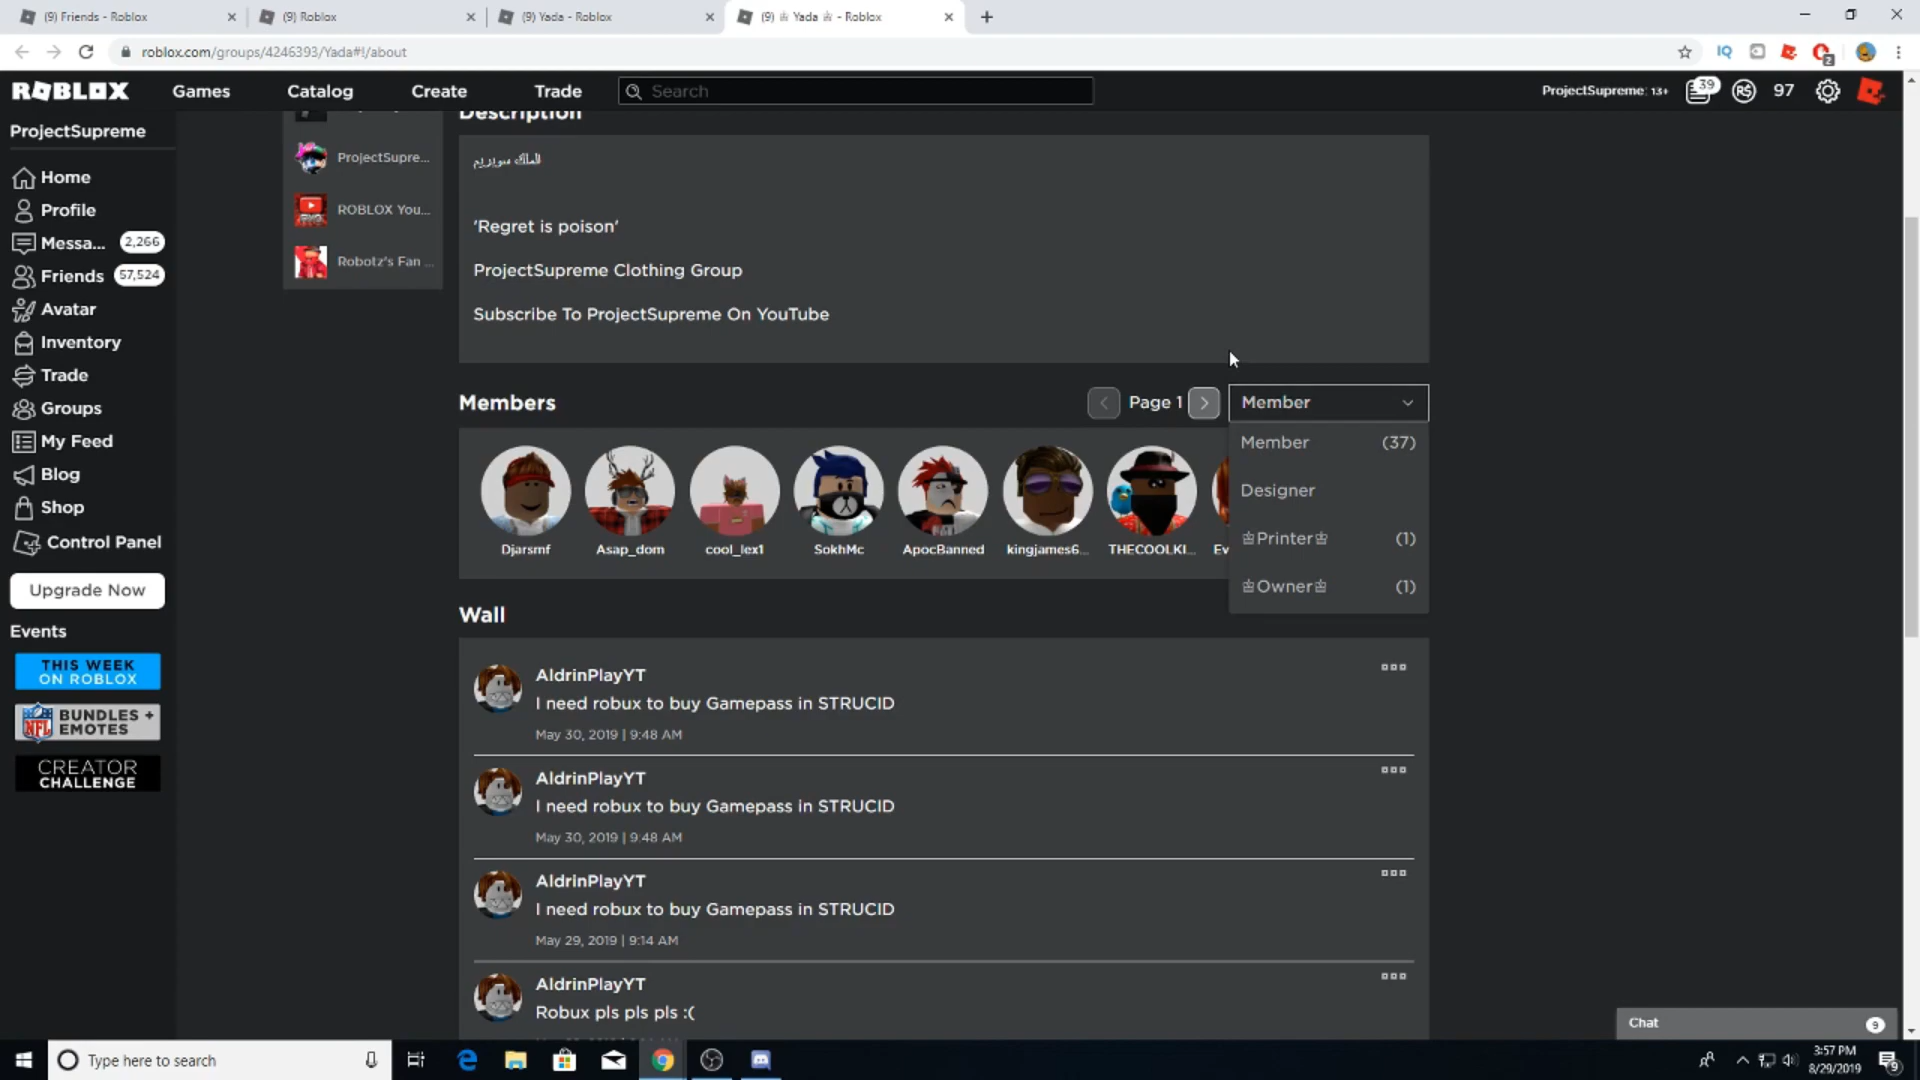 (9) Friends - Roblox
(9) Roblox
(9) Yada - Roblox
(9) ♔ Yada ♔ - Roblox
roblox.com/groups/4246393/Yada#!/about
IQ
2
ROBLOX
Games
Catalog
Create
Trade
Search
ProjectSupreme: 13+
39
R$
97
ProjectSupreme
Home
Profile
Messa... 2,266
Friends 57,524
Avatar
Inventory
Trade
Groups
My Feed
Blog
Shop
Control Panel
Upgrade Now
Events
THIS WEEK
ON ROBLOX
NFL BUNDLES +
EMOTES
CREATOR
CHALLENGE
ProjectSupre...
ROBLOX You...
Robotz's Fan ...
Description
'Regret is poison'
ProjectSupreme Clothing Group
Subscribe To ProjectSupreme On YouTube
Members
Page 1
Member
Member (37)
Designer
♔Printer♔ (1)
♔Owner♔ (1)
Djarsmf
Asap_dom
cool_lex1
SokhMc
ApocBanned
kingjames6...
THECOOLKI...
Ev
Wall
AldrinPlayYT
I need robux to buy Gamepass in STRUCID
May 30, 2019 | 9:48 AM
AldrinPlayYT
I need robux to buy Gamepass in STRUCID
May 30, 2019 | 9:48 AM
AldrinPlayYT
I need robux to buy Gamepass in STRUCID
May 29, 2019 | 9:14 AM
AldrinPlayYT
Robux pls pls pls :(
Chat 9
Type here to search
3:57 PM
8/29/2019
9